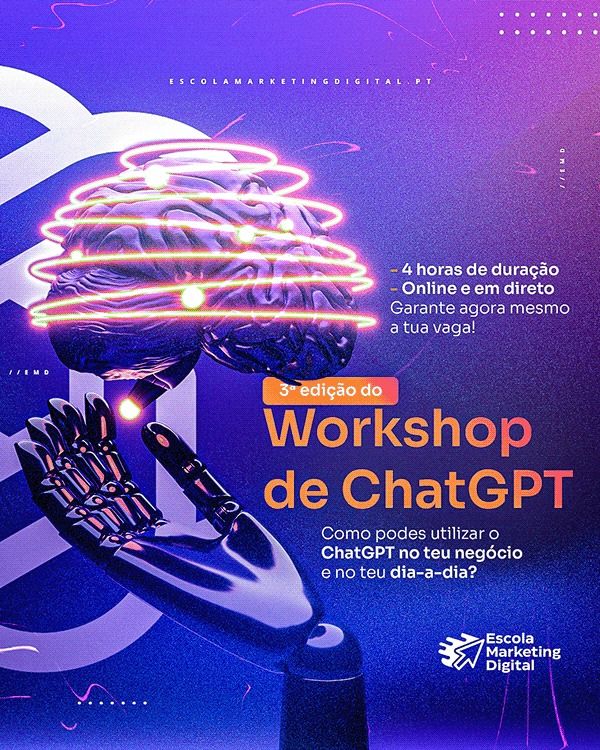 ESCOLAMARKETINGDIGITAL.PT
//EMD
- 4 horas de duração
- Online e em direto
Garante agora mesmo
a tua vaga!
//EMD
3ª edição do
Workshop
de ChatGPT
Como podes utilizar o
ChatGPT no teu negócio
e no teu dia-a-dia?
Escola
Marketing
Digital